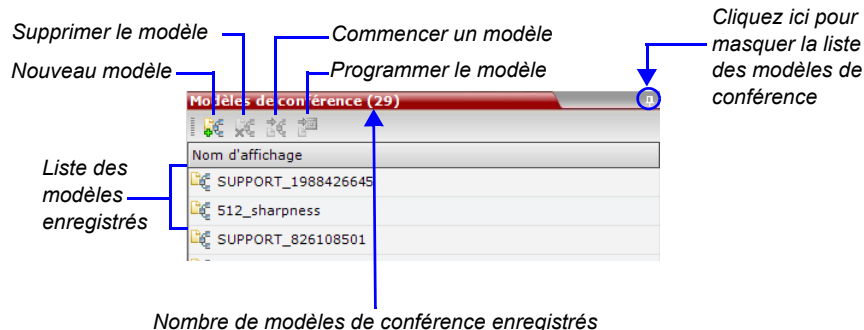 Supprimer le modèle
Commencer un modèle
Cliquez ici pour
masquer la liste
des modèles de
conférence
Nouveau modèle
Programmer le modèle
Modèles de conférence (29)
Nom d'affichage
Liste des
modèles
enregistrés
SUPPORT_1988426645
512_sharpness
SUPPORT_826108501
Nombre de modèles de conférence enregistrés